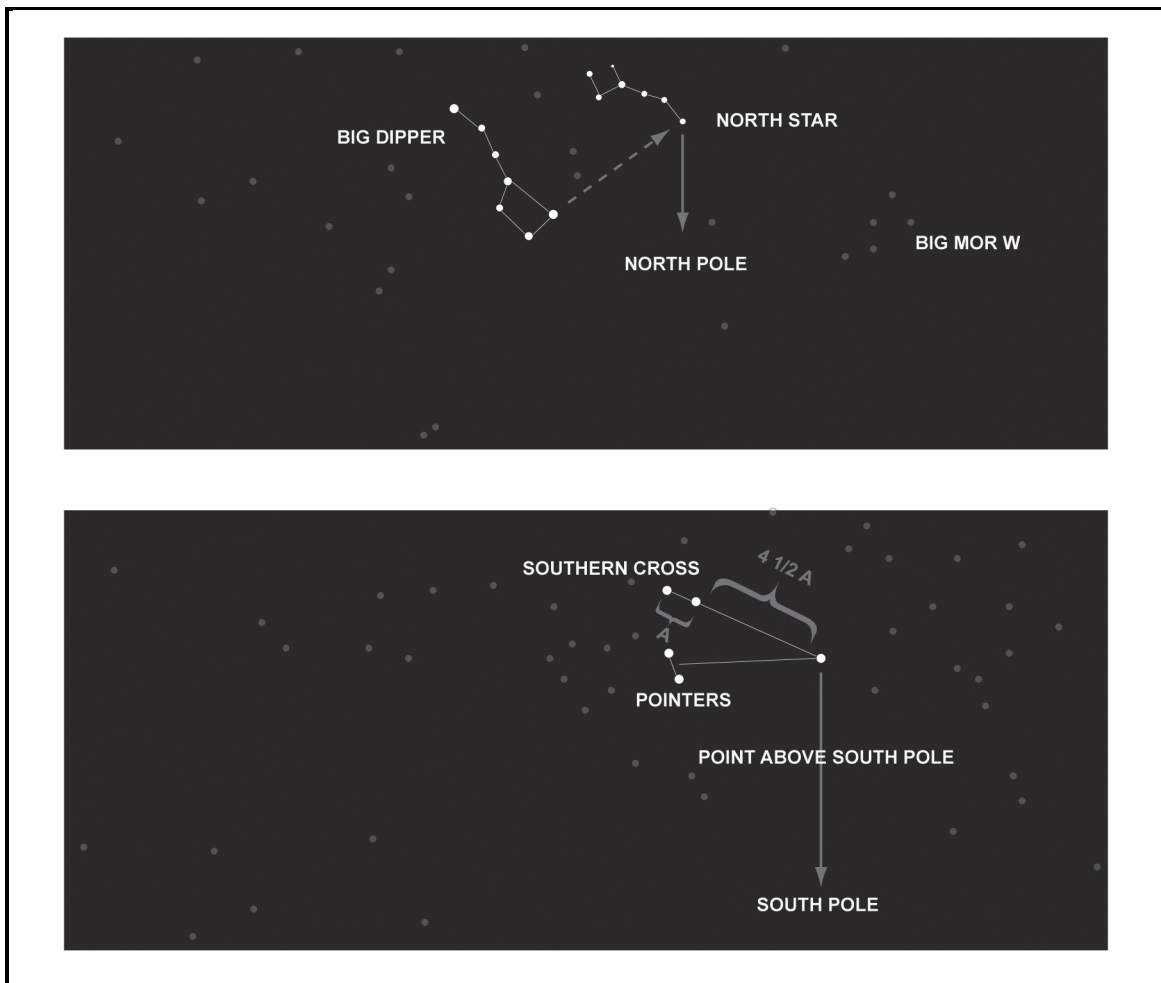 BIG DIPPER
NORTH STAR
NORTH POLE
BIG MOR W
SOUTHERN CROSS
4 1/2 A
A
POINTERS
POINT ABOVE SOUTH POLE
SOUTH POLE